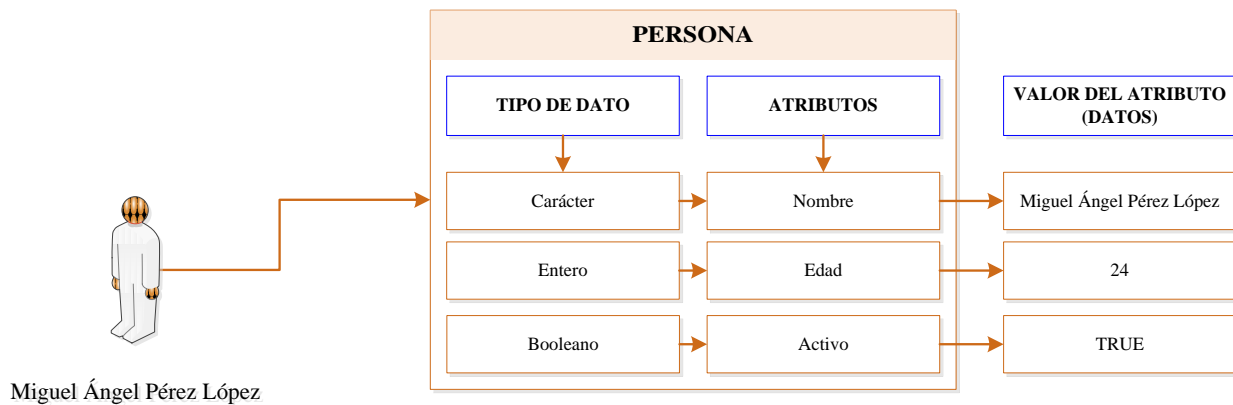 PERSONA
TIPO DE DATO
ATRIBUTOS
VALOR DEL ATRIBUTO
(DATOS)
Carácter
Nombre
Miguel Ángel Pérez López
Entero
Edad
24
Booleano
Activo
TRUE
Miguel Ángel Pérez López